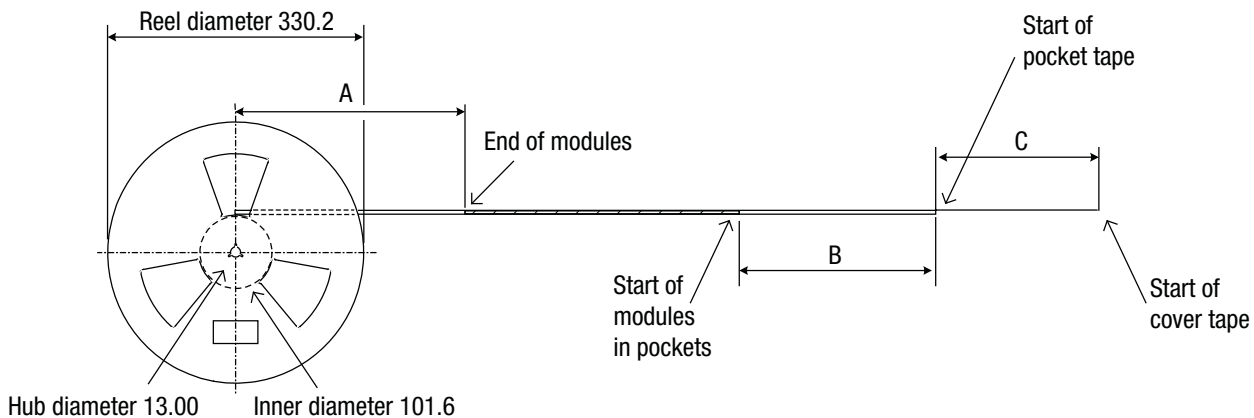 Reel diameter 330.2
Start of
pocket tape
A
End of modules
C
B
Start of
modules
in pockets
Start of
cover tape
Hub diameter 13.00
Inner diameter 101.6